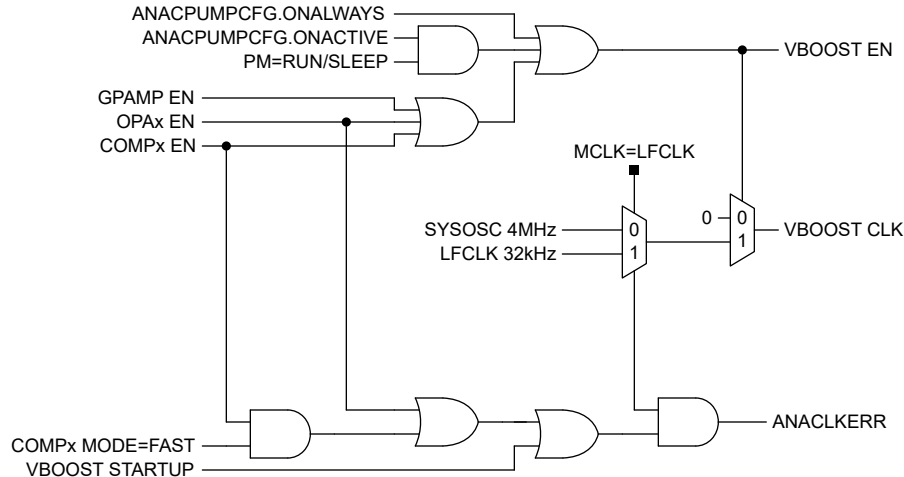 ANACPUMPCFG.ONALWAYS
ANACPUMPCFG.ONACTIVE
PM=RUN/SLEEP
VBOOST EN
GPAMP EN
OPAx EN
COMPx EN
MCLK=LFCLK
SYSOSC 4MHz
LFCLK 32kHz
0
1
0
0
1
VBOOST CLK
COMPx MODE=FAST
VBOOST STARTUP
ANACLKERR